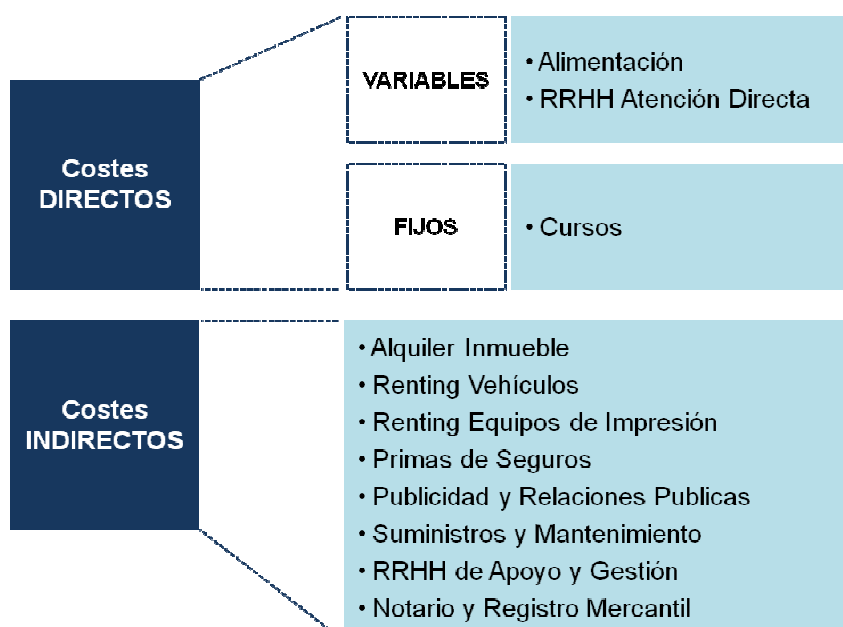 Costes
DIRECTOS
VARIABLES
• Alimentación
• RRHH Atención Directa
FIJOS
• Cursos
Costes
INDIRECTOS
• Alquiler Inmueble
• Renting Vehículos
• Renting Equipos de Impresión
• Primas de Seguros
• Publicidad y Relaciones Publicas
• Suministros y Mantenimiento
• RRHH de Apoyo y Gestión
• Notario y Registro Mercantil